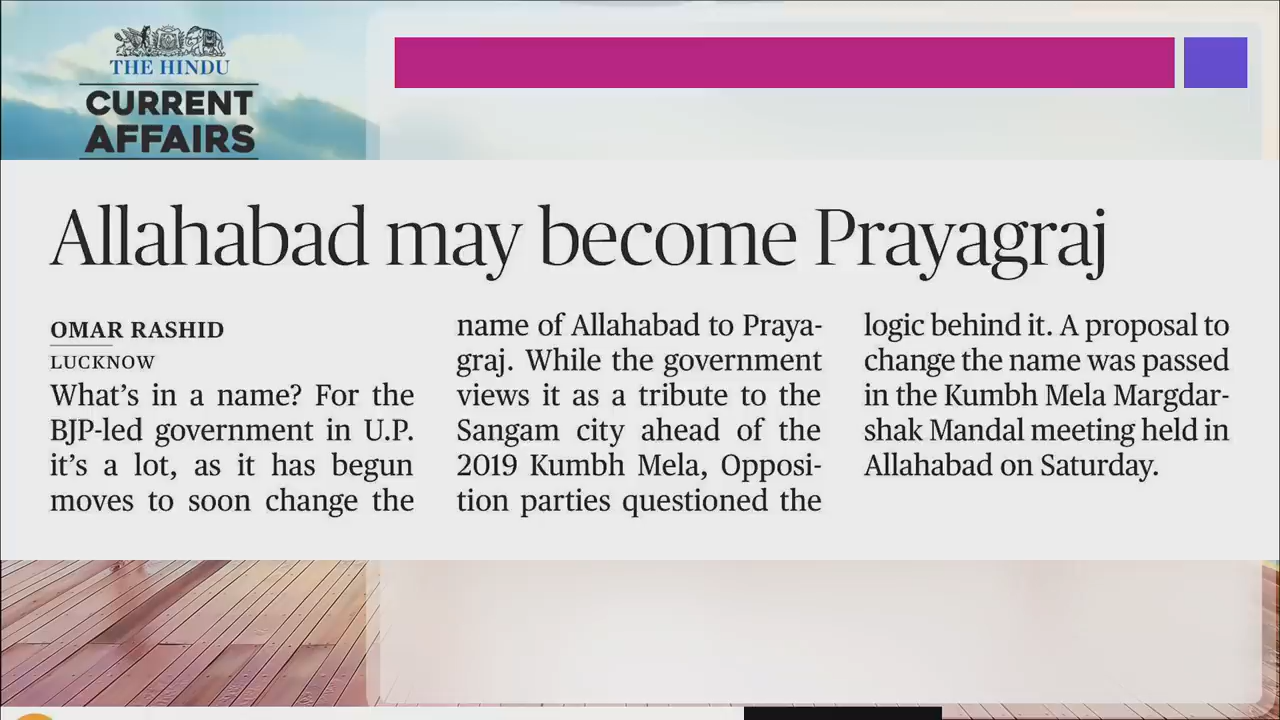 THE HINDU
CURRENT
AFFAIRS
Allahabad may become Prayagraj
OMAR RASHID
LUCKNOW
What's in a name? For the
BJP-led government in U.P.
it's a lot, as it has begun
moves to soon change the
name of Allahabad to Praya-
graj. While the government
views it as a tribute to the
Sangam city ahead of the
2019 Kumbh Mela, Opposi-
tion parties questioned the
logic behind it. A proposal to
change the name was passed
in the Kumbh Mela Margdar-
shak Mandal meeting held in
Allahabad on Saturday.